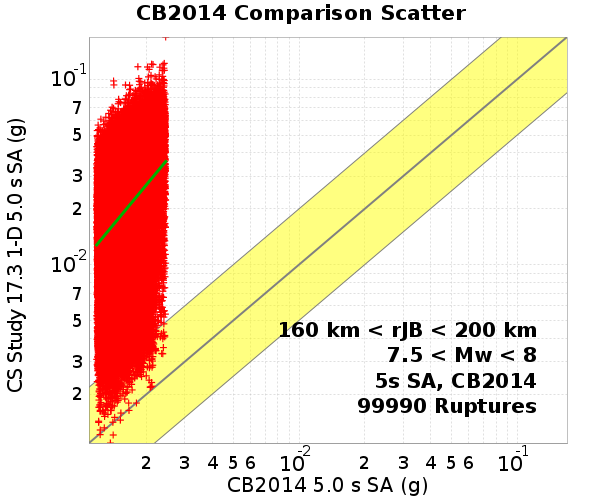 CB2014 Comparison Scatter
CS Study 17.3 1-D 5.0 s SA (g)
10-1
7
5
3
2
10-2
7
5
3
2
160 km < rJB < 200 km
7.5 < Mw < 8
5s SA, CB2014
99990 Ruptures
2 3 4 5 6 10-2 2 3 4 5 6 10-1
CB2014 5.0 s SA (g)